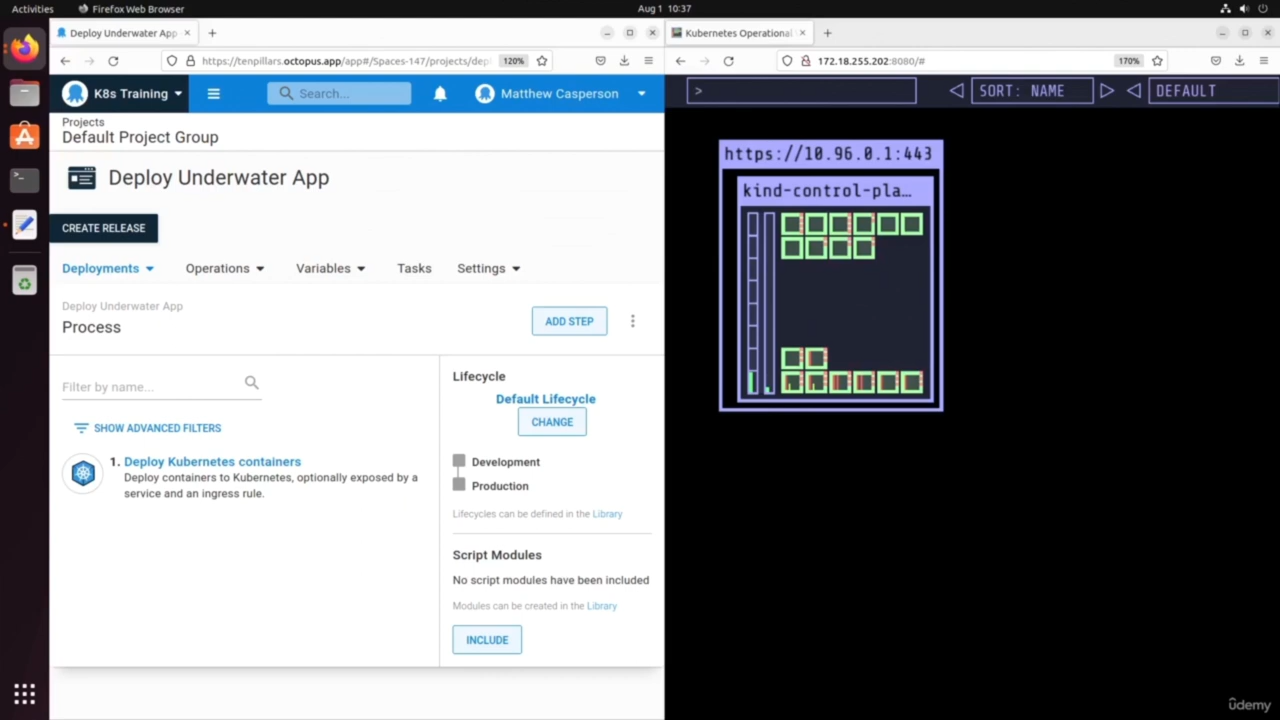 Activities
Firefox Web Browser
Aug 1 10:37
Deploy Underwater App
https://tenpillars.octopus.app/app#/Spaces-147/projects/dep
120%
K8s Training
Search...
Matthew Casperson
Projects
Default Project Group
Deploy Underwater App
CREATE RELEASE
Deployments
Operations
Variables
Tasks
Settings
Deploy Underwater App
Process
ADD STEP
Filter by name...
SHOW ADVANCED FILTERS
1. Deploy Kubernetes containers
Deploy containers to Kubernetes, optionally exposed by a
service and an ingress rule.
Lifecycle
Default Lifecycle
CHANGE
Development
Production
Lifecycles can be defined in the Library
Script Modules
No script modules have been included
Modules can be created in the Library
INCLUDE
Kubernetes Operational
172.18.255.202:8080/#
170%
>
SORT: NAME
DEFAULT
https://10.96.0.1:443
kind-control-pla…
ûdemy